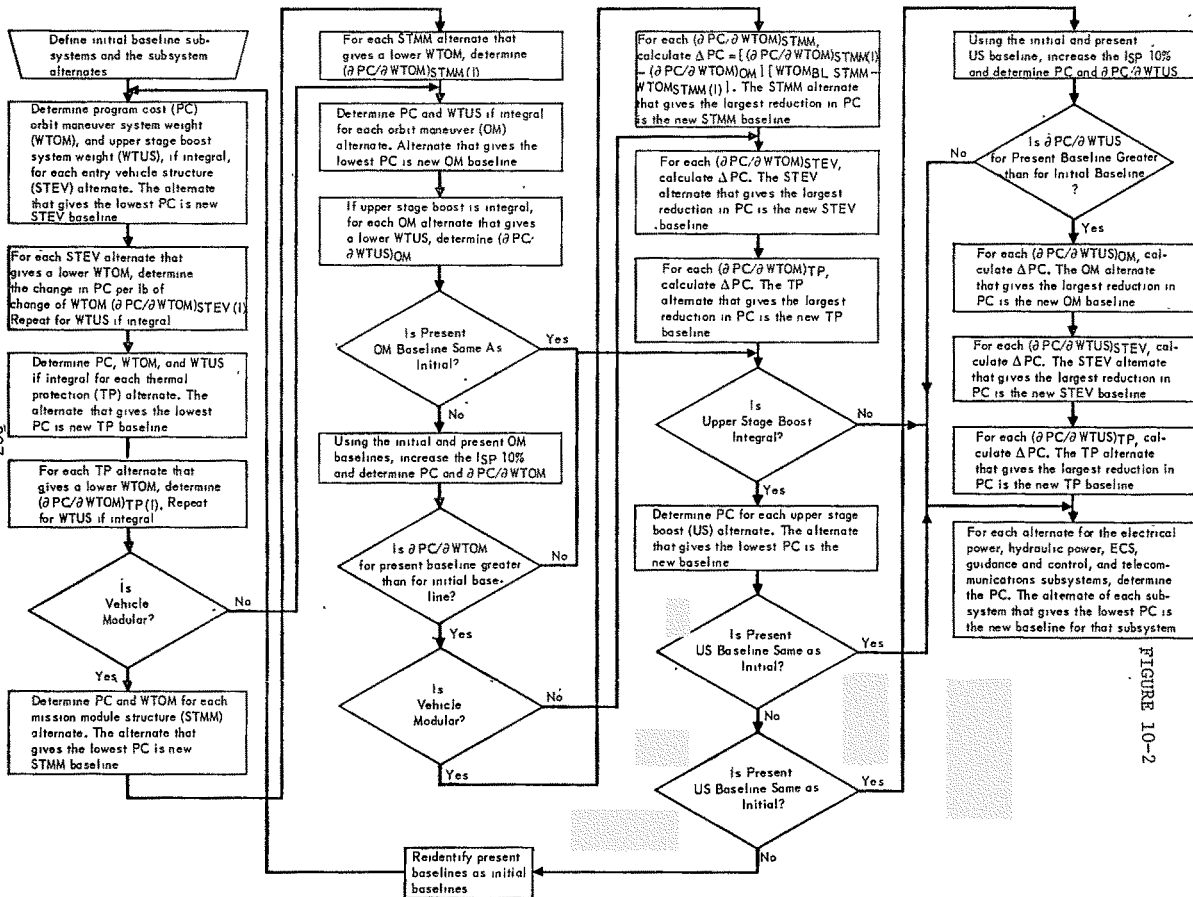 Define initial baseline sub-
systems and the subsystem
alternates
Determine program cost (PC)
orbit maneuver system weight
(WTOM), and upper stage boost
system weight (WTUS), if integral,
for each entry vehicle structure
(STEV) alternate. The alternate
that gives the lowest PC is new
STEV baseline
For each STEV alternate that
gives a lower WTOM, determine
the change in PC per lb of
change of WTOM (∂PC/∂WTOM)STEV(I)
Repeat for WTUS if integral
Determine PC, WTOM, and WTUS
if integral for each thermal
protection (TP) alternate. The
alternate that gives the lowest
PC is new TP baseline
For each TP alternate that
gives a lower WTOM, determine
(∂PC/∂WTOM)TP(I). Repeat
for WTUS if integral
Is
Vehicle
Modular?
No
Yes
Determine PC and WTOM for each
mission module structure (STMM)
alternate. The alternate that
gives the lowest PC is new
STMM baseline
For each STMM alternate that
gives a lower WTOM, determine
(∂PC/∂WTOM)STMM(I)
Determine PC and WTUS if integral
for each orbit maneuver (OM)
alternate. Alternate that gives the
lowest PC is new OM baseline
If upper stage boost is integral,
for each OM alternate that gives
a lower WTUS, determine (∂PC/
∂WTUS)OM
Is Present
OM Baseline Same As
Initial?
Yes
No
Using the initial and present OM
baselines, increase the ISP 10%
and determine PC and ∂PC/∂WTOM
Is ∂PC/∂WTOM
for present baseline greater
than for initial base-
line?
No
Yes
Is
Vehicle
Modular?
No
Yes
Reidentify present
baselines as initial
baselines
For each (∂PC/∂WTOM)STMM,
calculate ΔPC = [(∂PC/∂WTOM)STMM(I)
– (∂PC/∂WTOM)OM] [WTOMBL STMM–
WTOMSTMM(I)]. The STMM alternate
that gives the largest reduction in PC
is the new STMM baseline
For each (∂PC/∂WTOM)STEV,
calculate ΔPC. The STEV
alternate that gives the largest
reduction in PC is the new STEV
baseline
For each (∂PC/∂WTOM)TP,
calculate ΔPC. The TP
alternate that gives the largest
reduction in PC is the new TP
baseline
Is
Upper Stage Boost
Integral?
No
Yes
Determine PC for each upper stage
boost (US) alternate. The alternate
that gives the lowest PC is the
new baseline
Is Present
US Baseline Same as
Initial?
Yes
No
Is Present
US Baseline Same as
Initial?
Yes
No
Using the initial and present
US baseline, increase the ISP 10%
and determine PC and ∂PC/∂WTUS
Is ∂PC/∂WTUS
for Present Baseline Greater
than for Initial Baseline
?
No
Yes
For each (∂PC/∂WTUS)OM, cal-
culate ΔPC. The OM alternate
that gives the largest reduction in
PC is the new OM baseline
For each (∂PC/∂WTUS)STEV, cal-
culate ΔPC. The STEV alternate
that gives the largest reduction in
PC is the new STEV baseline
For each (∂PC/∂WTUS)TP, cal-
culate ΔPC. The TP alternate
that gives the largest reduction in
PC is the new TP baseline
For each alternate for the electrical
power, hydraulic power, ECS,
guidance and control, and telecom-
munications subsystems, determine
the PC. The alternate of each sub-
system that gives the lowest PC is
the new baseline for that subsystem
FIGURE 10-2